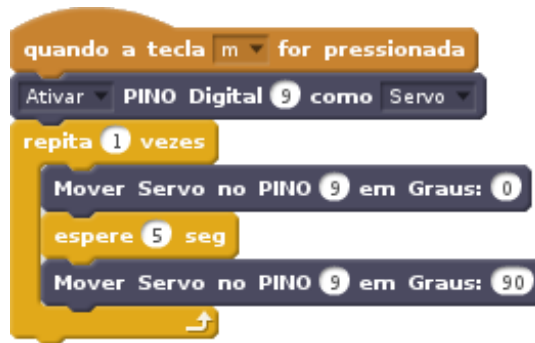 quando a tecla m for pressionada
Ativar PINO Digital 9 como Servo
repita 1 vezes
Mover Servo no PINO 9 em Graus: 0
espere 5 seg
Mover Servo no PINO 9 em Graus: 90